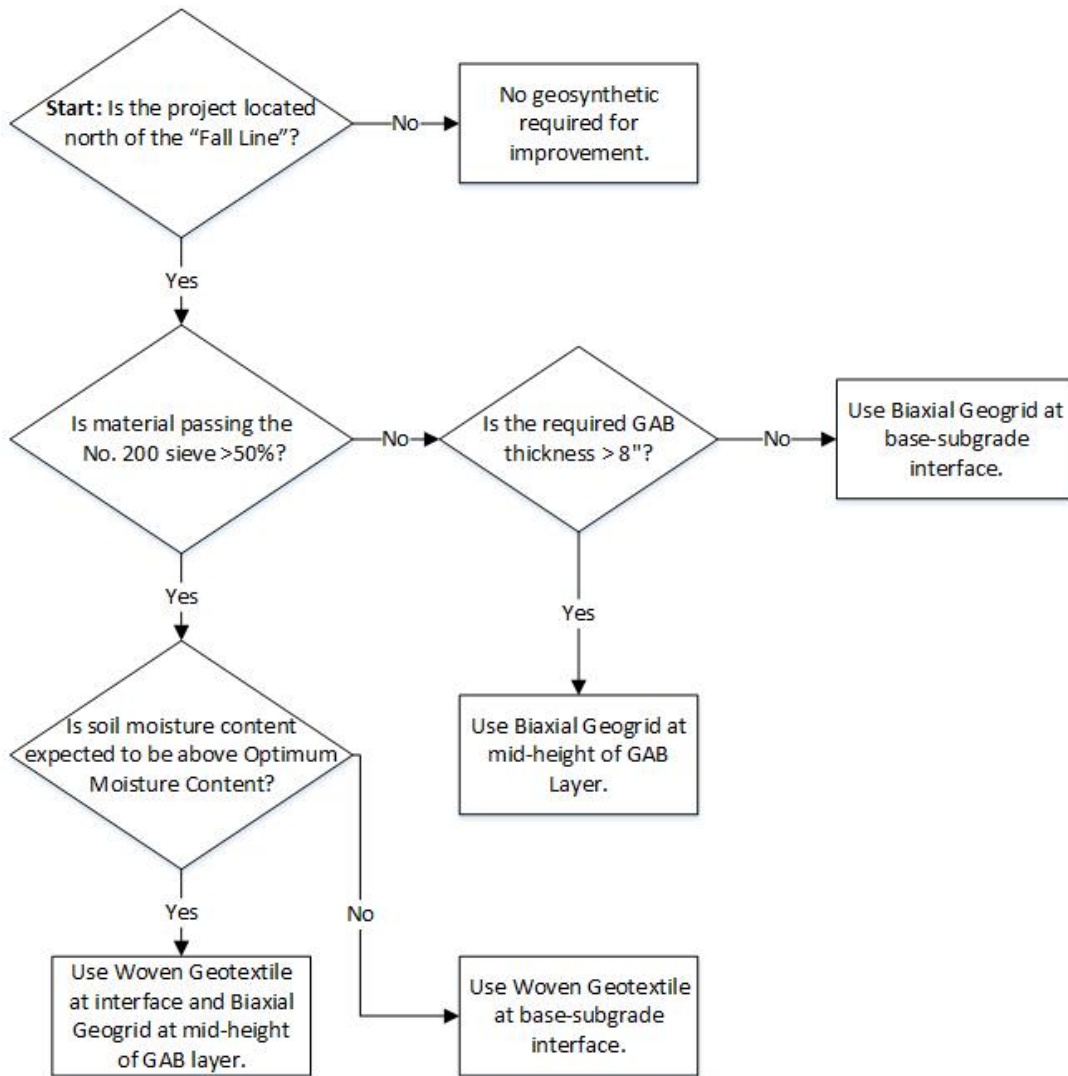 Start: Is the project located
north of the “Fall Line”?
No
No geosynthetic
required for
improvement.
Yes
Is material passing the
No. 200 sieve >50%?
No
Is the required GAB
thickness > 8"?
No
Use Biaxial Geogrid at
base-subgrade
interface.
Yes
Yes
Is soil moisture content
expected to be above Optimum
Moisture Content?
Use Biaxial Geogrid at
mid-height of GAB
Layer.
Yes
No
Use Woven Geotextile
at interface and Biaxial
Geogrid at mid-height
of GAB layer.
Use Woven Geotextile
at base-subgrade
interface.